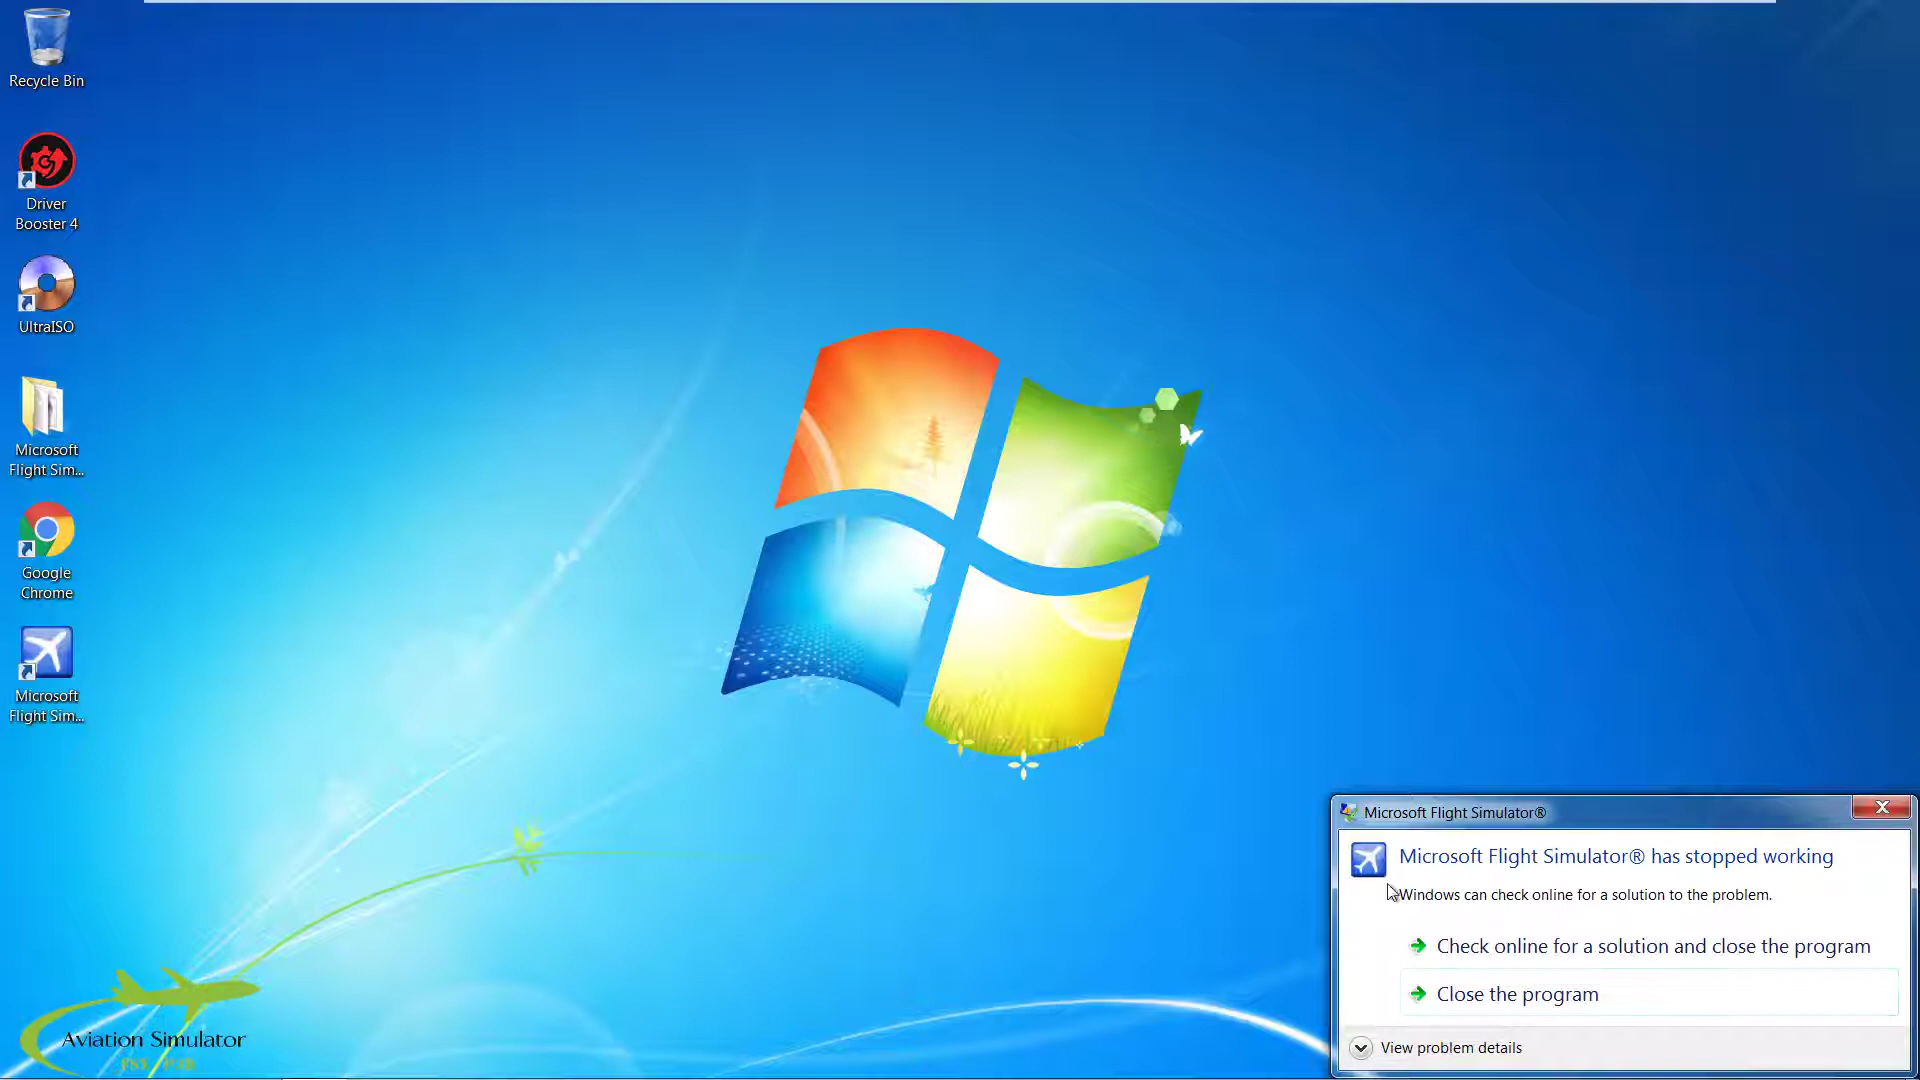 Recycle Bin
Driver
Booster 4
UltraISO
Microsoft
Flight Sim...
Google
Chrome
Microsoft
Flight Sim...
Aviation Simulator
Microsoft Flight Simulator®
Microsoft Flight Simulator® has stopped working
Windows can check online for a solution to the problem.
Check online for a solution and close the program
Close the program
View problem details